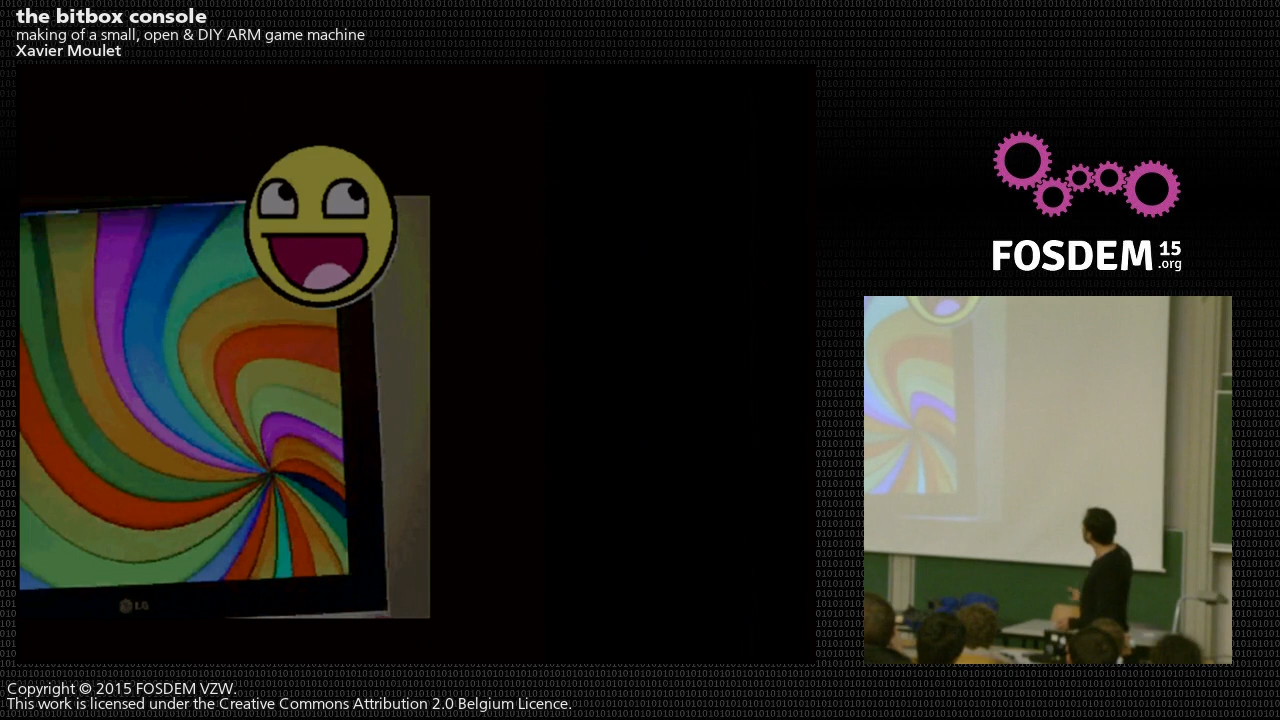 the bitbox console
making of a small, open & DIY ARM game machine
Xavier Moulet
FOSDEM 15
.org
LG
Copyright © 2015 FOSDEM VZW.
This work is licensed under the Creative Commons Attribution 2.0 Belgium Licence.